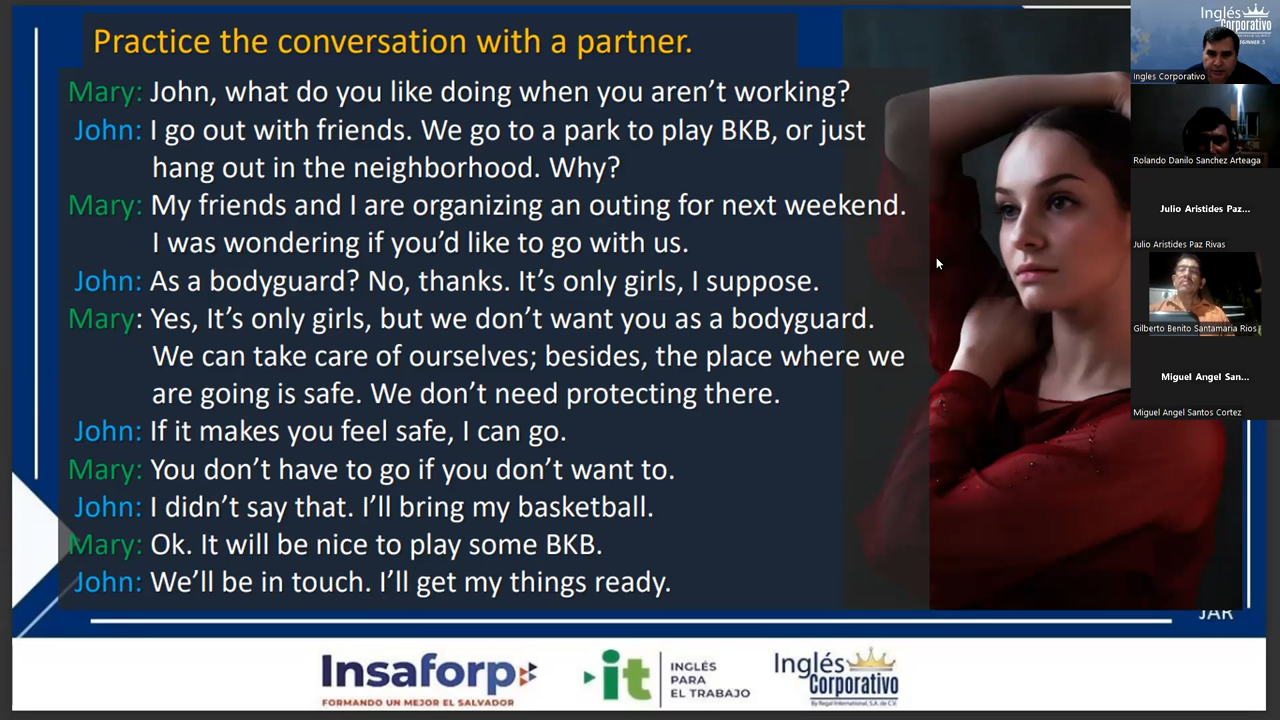 Practice the conversation with a partner.
Mary: John, what do you like doing when you aren't working?
John: I go out with friends. We go to a park to play BKB, or just
hang out in the neighborhood. Why?
Mary: My friends and I are organizing an outing for next weekend.
I was wondering if you'd like to go with us.
John: As a bodyguard? No, thanks. It's only girls, I suppose.
Mary: Yes, It's only girls, but we don't want you as a bodyguard.
We can take care of ourselves; besides, the place where we
are going is safe. We don't need protecting there.
John: If it makes you feel safe, I can go.
Mary: You don't have to go if you don't want to.
John: I didn't say that. I'll bring my basketball.
Mary: Ok. It will be nice to play some BKB.
John: We'll be in touch. I'll get my things ready.
JAR
Insaforp
FORMANDO UN MEJOR EL SALVADOR
it
INGLÉS
PARA
EL TRABAJO
Inglés
Corporativo
By Regal International, S.A. de C.V.
Inglés
Corporativo
Ingles Corporativo
Rolando Danilo Sanchez Arteaga
Julio Aristides Paz...
Julio Aristides Paz Rivas
Gilberto Benito Santamaria Rios
Miguel Angel San...
Miguel Angel Santos Cortez